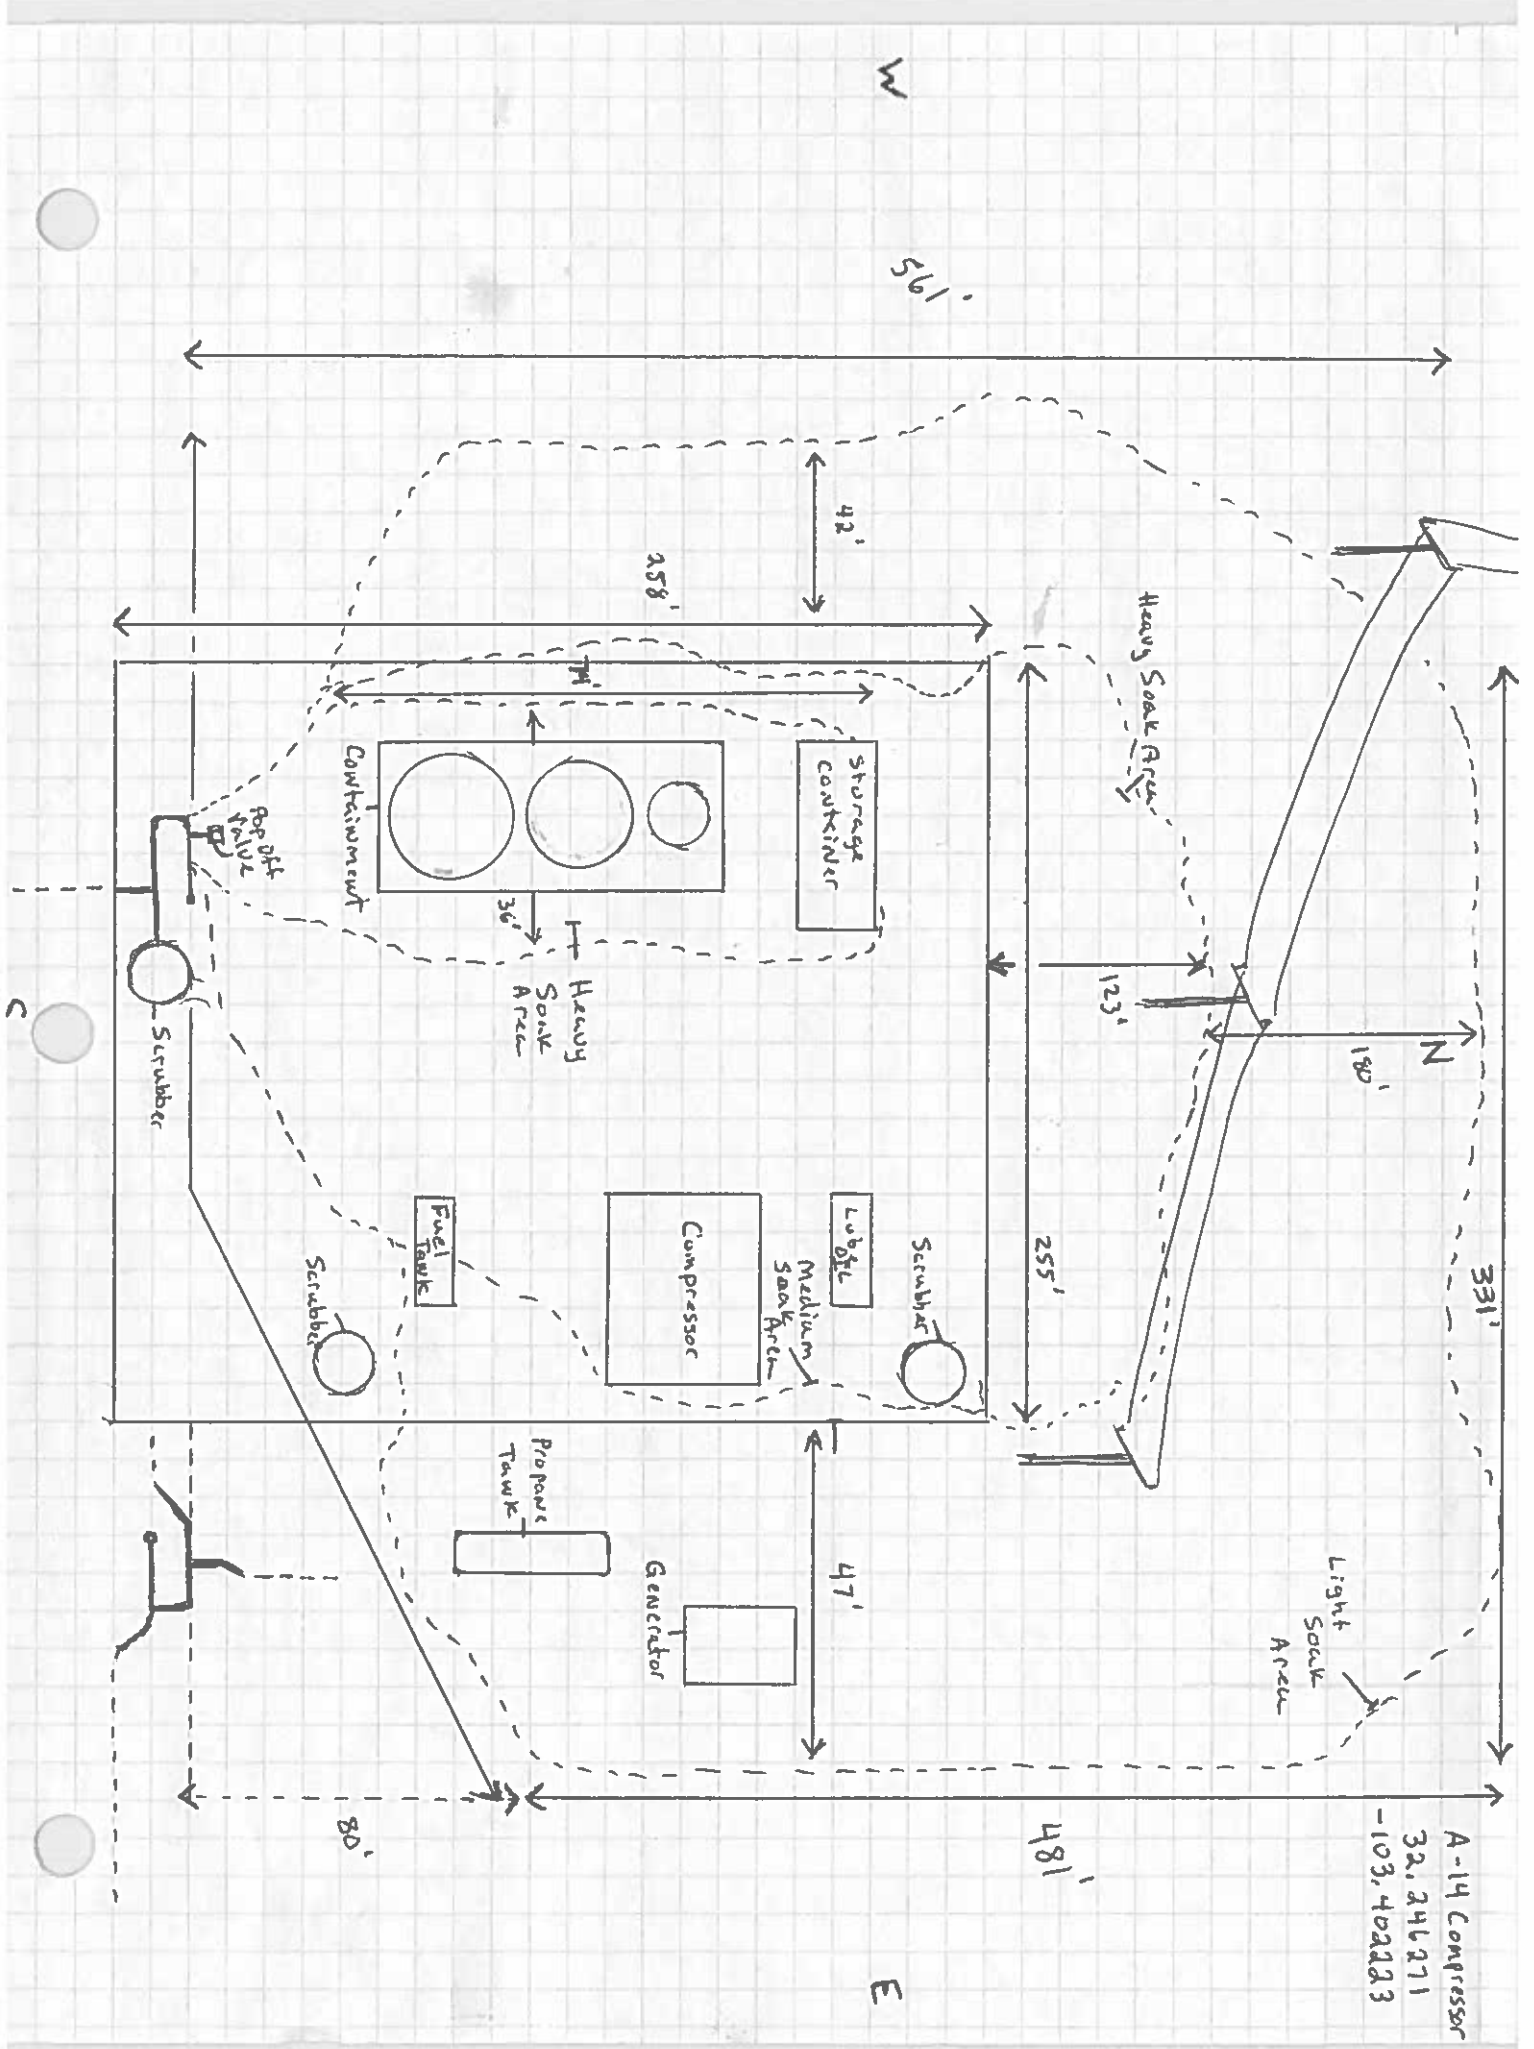 A-14 Compressor
32.246271
-103.402223
331'
N
180'
Light
Soak
Area
Heavy Soak Area
123'
255'
481'
W
561'
E
Scrubber
Storage
container
Lube
OIL
42'
Medium
Soak
Area
47'
258'
Compressor
Generator
36'
Heavy
Soak
Area
Propane
Tank
Fuel
Tank
Containment
80'
Scrubber
Pop off
Valve
Scrubber